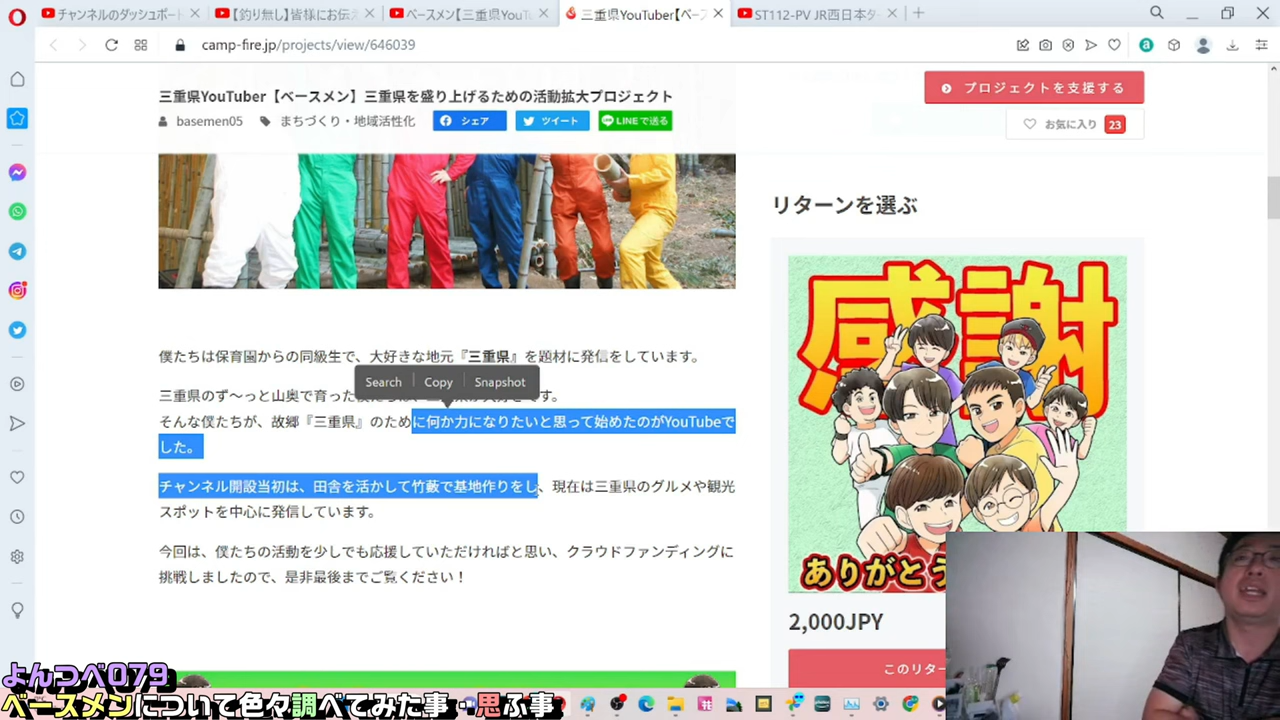 チャンネルのダッシュボート
【釣り無し】皆様にお伝え
ベースメン【三重県YouTu
三重県YouTuber【ベース
ST112-PV JR西日本ター
camp-fire.jp/projects/view/646039
三重県YouTuber【ベースメン】三重県を盛り上げるための活動拡大プロジェクト
basemen05 まちづくり・地域活性化 シェア ツイート LINEで送る
プロジェクトを支援する
お気に入り 23
リターンを選ぶ
僕たちは保育園からの同級生で、大好きな地元『三重県』を題材に発信をしています。
Search Copy Snapshot
三重県のず〜っと山奥で育った
です。
そんな僕たちが、故郷『三重県』のために何か力になりたいと思って始めたのがYouTubeで
した。
チャンネル開設当初は、田舎を活かして竹藪で基地作りをし、現在は三重県のグルメや観光
スポットを中心に発信しています。
今回は、僕たちの活動を少しでも応援していただければと思い、クラウドファンディングに
挑戦しましたので、是非最後までご覧ください！
感謝
ありがとう
2,000JPY
このリター
よんつべ079
ベースメンについて色々調べてみた事・思ふ事